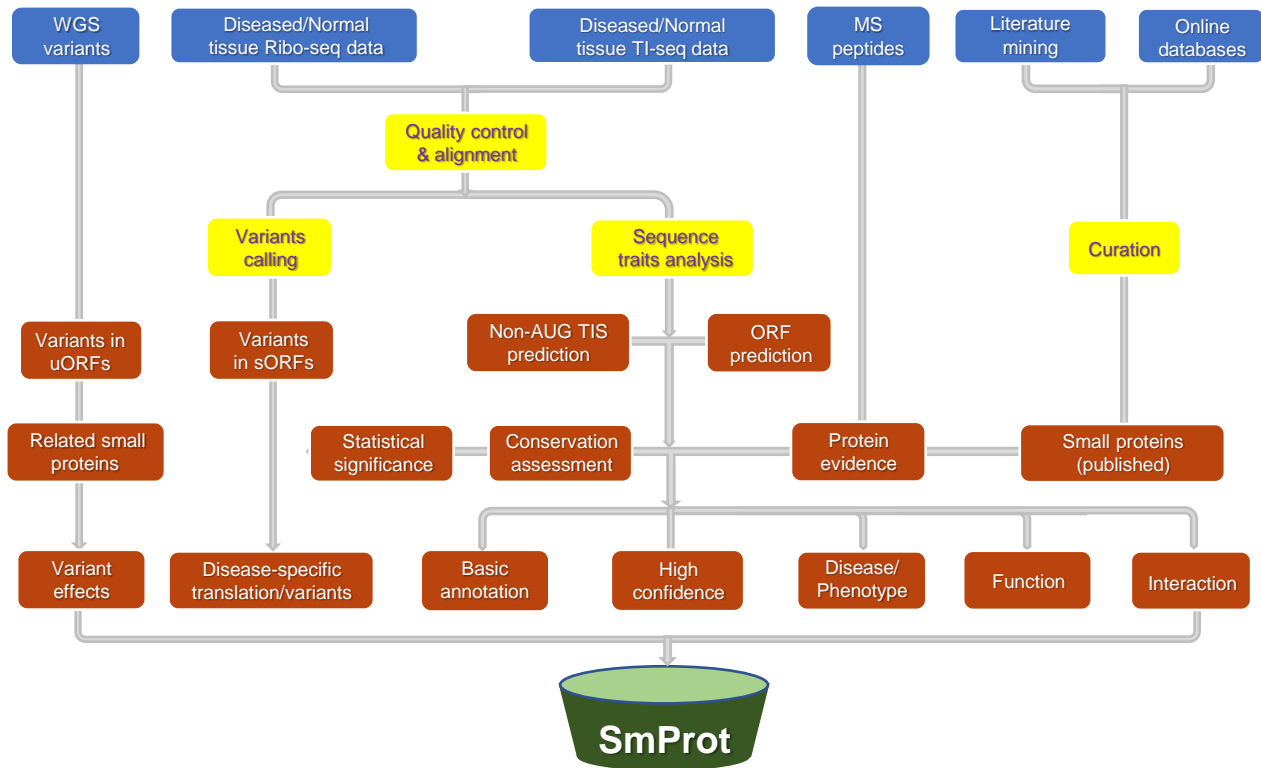 WGS
variants
Diseased/Normal
tissue Ribo-seq data
Diseased/Normal
tissue TI-seq data
MS
peptides
Literature
mining
Online
databases
Quality control
& alignment
Variants
calling
Sequence
traits analysis
Curation
Variants in
uORFs
Variants
in sORFs
Non-AUG TIS
prediction
ORF
prediction
Related small
proteins
Statistical
significance
Conservation
assessment
Protein
evidence
Small proteins
(published)
Variant
effects
Disease-specific
translation/variants
Basic
annotation
High
confidence
Disease/
Phenotype
Function
Interaction
SmProt